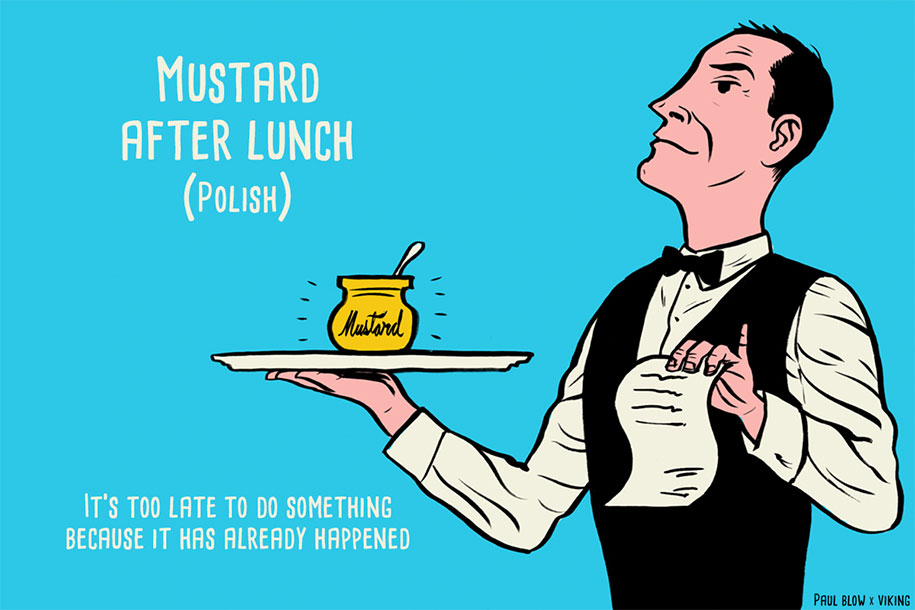 MUSTARD
AFTER LUNCH
(POLISH)
Mustard
IT'S TOO LATE TO DO SOMETHING
BECAUSE IT HAS ALREADY HAPPENED
PAUL BLOW x VIKING